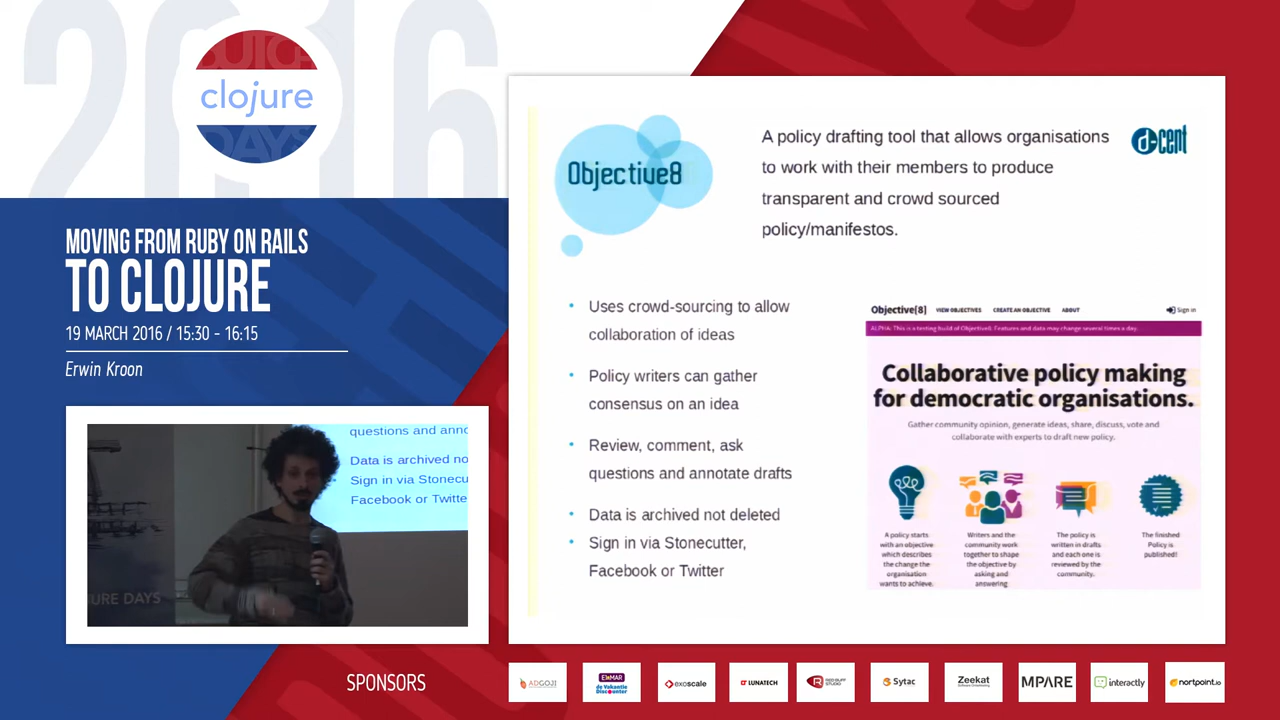 2016
DUTCH
clojure
DAYS
MOVING FROM RUBY ON RAILS
TO CLOJURE
19 MARCH 2016 / 15:30 - 16:15
Erwin Kroon
questions and anno
Data is archived no
Sign in via Stonecu
Facebook or Twitte
URE DAYS
Objective8
A policy drafting tool that allows organisations
to work with their members to produce
transparent and crowd sourced
policy/manifestos.
d-cent
• Uses crowd-sourcing to allow
collaboration of ideas
• Policy writers can gather
consensus on an idea
• Review, comment, ask
questions and annotate drafts
• Data is archived not deleted
• Sign in via Stonecutter,
Facebook or Twitter
Objective[8] VIEW OBJECTIVES CREATE AN OBJECTIVE ABOUT Sign in
ALPHA: This is a testing build of Objective8. Features and data may change several times a day.
Collaborative policy making
for democratic organisations.
Gather community opinion, generate ideas, share, discuss, vote and
collaborate with experts to draft new policy.
A policy starts
with an objective
which describes
the change the
organisation
wants to achieve.
Writers and the
community work
together to shape
the objective by
asking and
answering
The policy is
written in drafts
and each one is
reviewed by the
community.
The finished
Policy is
published!
SPONSORS
ADGOJI
ElMAR
de Vakantie
Discounter
exoscale
LUNATECH
RED RUFF
STUDIO
Sytac
Zeekat
MPARE
interactly
nortpoint.io